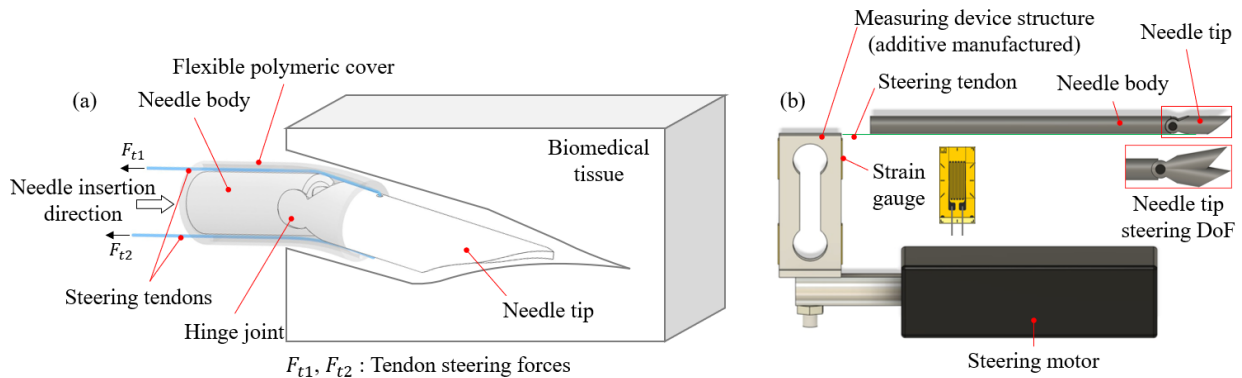 (a)
Flexible polymeric cover
Needle body
F_t1
Needle insertion
direction
F_t2
Steering tendons
Hinge joint
Biomedical
tissue
Needle tip
F_t1, F_t2 : Tendon steering forces
(b)
Measuring device structure
(additive manufactured)
Steering tendon
Needle body
Needle tip
Strain
gauge
Needle tip
steering DoF
Steering motor